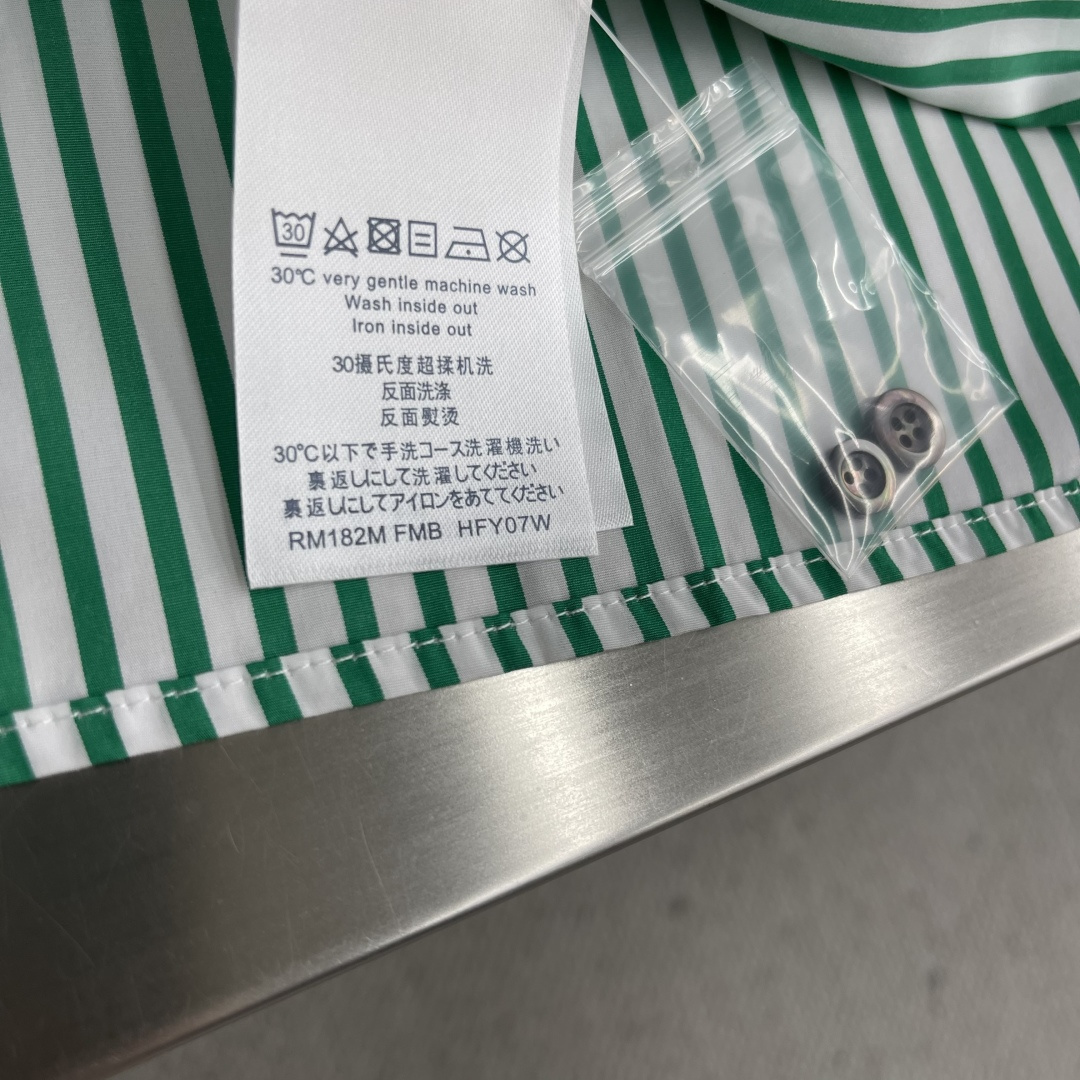 30
30℃ very gentle machine wash
Wash inside out
Iron inside out
30摄氏度超揉机洗
反面洗涤
反面熨烫
30℃以下で手洗コース洗濯機洗い
裏返しにして洗濯してください
裏返しにしてアイロンをあててください
RM182M FMB HFY07W